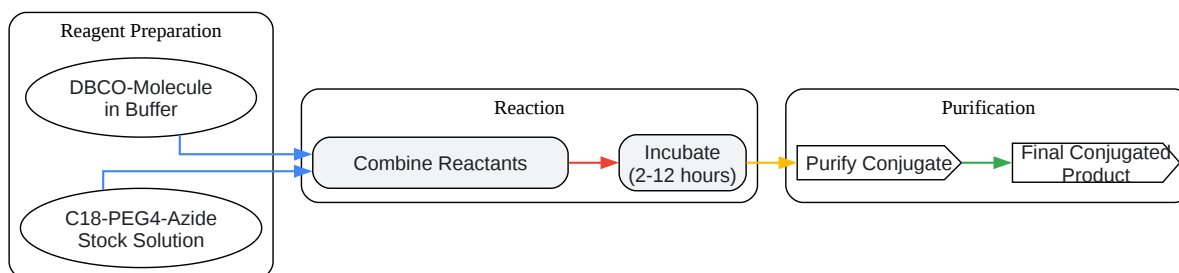 Reagent Preparation
DBCO-Molecule
in Buffer
C18-PEG4-Azide
Stock Solution
Reaction
Combine Reactants
Incubate
(2-12 hours)
Purification
Purify Conjugate
Final Conjugated
Product